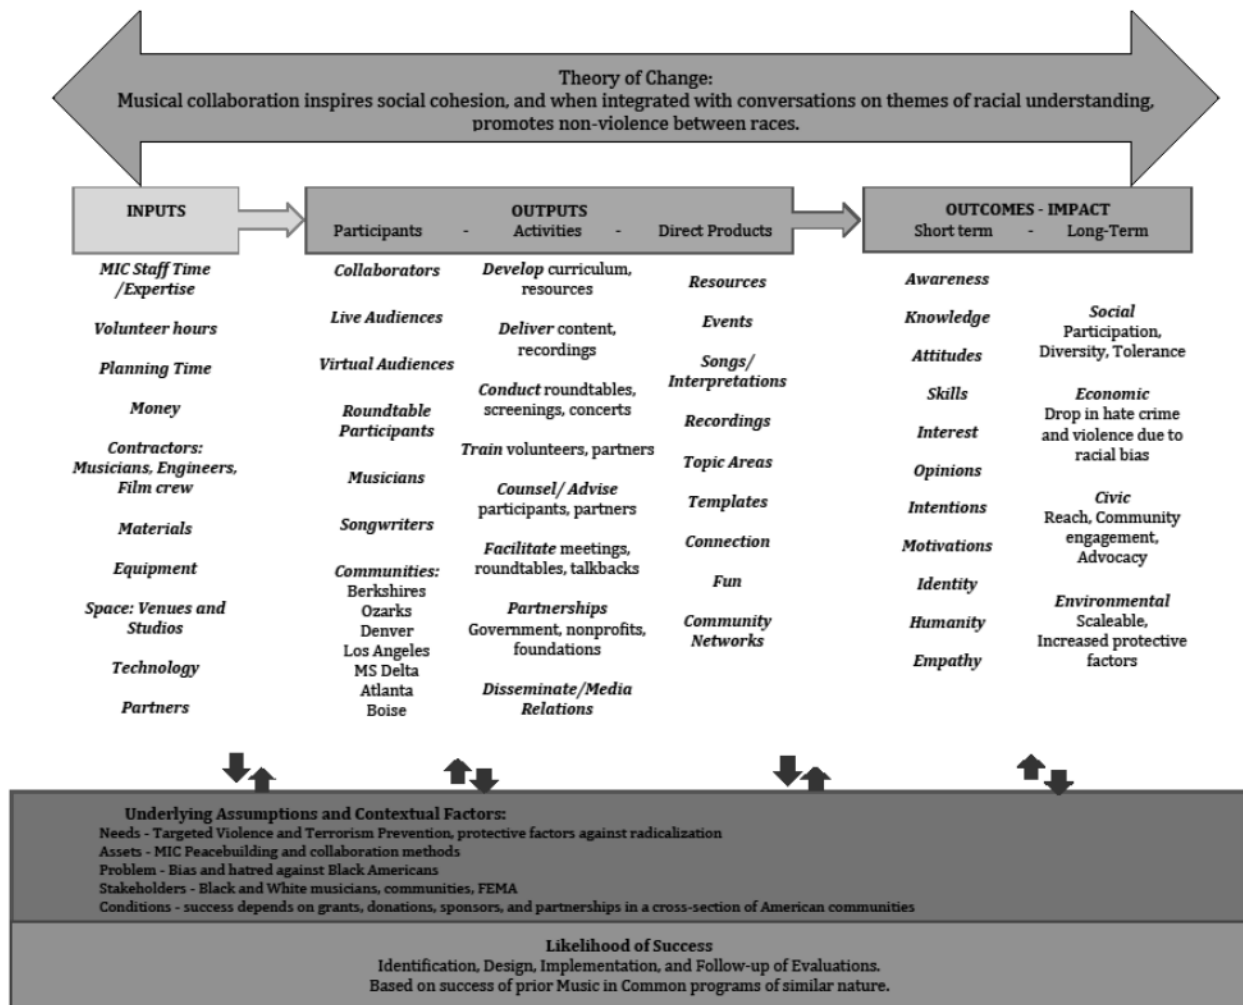 Theory of Change:
Musical collaboration inspires social cohesion, and when integrated with conversations on themes of racial understanding,
promotes non-violence between races.
INPUTS
MIC Staff Time
/Expertise
Volunteer hours
Planning Time
Money
Contractors:
Musicians, Engineers,
Film crew
Materials
Equipment
Space: Venues and
Studios
Technology
Partners
OUTPUTS
Participants - Activities - Direct Products
Collaborators
Live Audiences
Virtual Audiences
Roundtable
Participants
Musicians
Songwriters
Communities:
Berkshires
Ozarks
Denver
Los Angeles
MS Delta
Atlanta
Boise
Develop curriculum,
resources
Deliver content,
recordings
Conduct roundtables,
screenings, concerts
Train volunteers, partners
Counsel/ Advise
participants, partners
Facilitate meetings,
roundtables, talkbacks
Partnerships
Government, nonprofits,
foundations
Disseminate/Media
Relations
Resources
Events
Songs/
Interpretations
Recordings
Topic Areas
Templates
Connection
Fun
Community
Networks
OUTCOMES - IMPACT
Short term - Long-Term
Awareness
Knowledge
Attitudes
Skills
Interest
Opinions
Intentions
Motivations
Identity
Humanity
Empathy
Social
Participation,
Diversity, Tolerance
Economic
Drop in hate crime
and violence due to
racial bias
Civic
Reach, Community
engagement,
Advocacy
Environmental
Scaleable,
Increased protective
factors
Underlying Assumptions and Contextual Factors:
Needs - Targeted Violence and Terrorism Prevention, protective factors against radicalization
Assets - MIC Peacebuilding and collaboration methods
Problem - Bias and hatred against Black Americans
Stakeholders - Black and White musicians, communities, FEMA
Conditions - success depends on grants, donations, sponsors, and partnerships in a cross-section of American communities
Likelihood of Success
Identification, Design, Implementation, and Follow-up of Evaluations.
Based on success of prior Music in Common programs of similar nature.